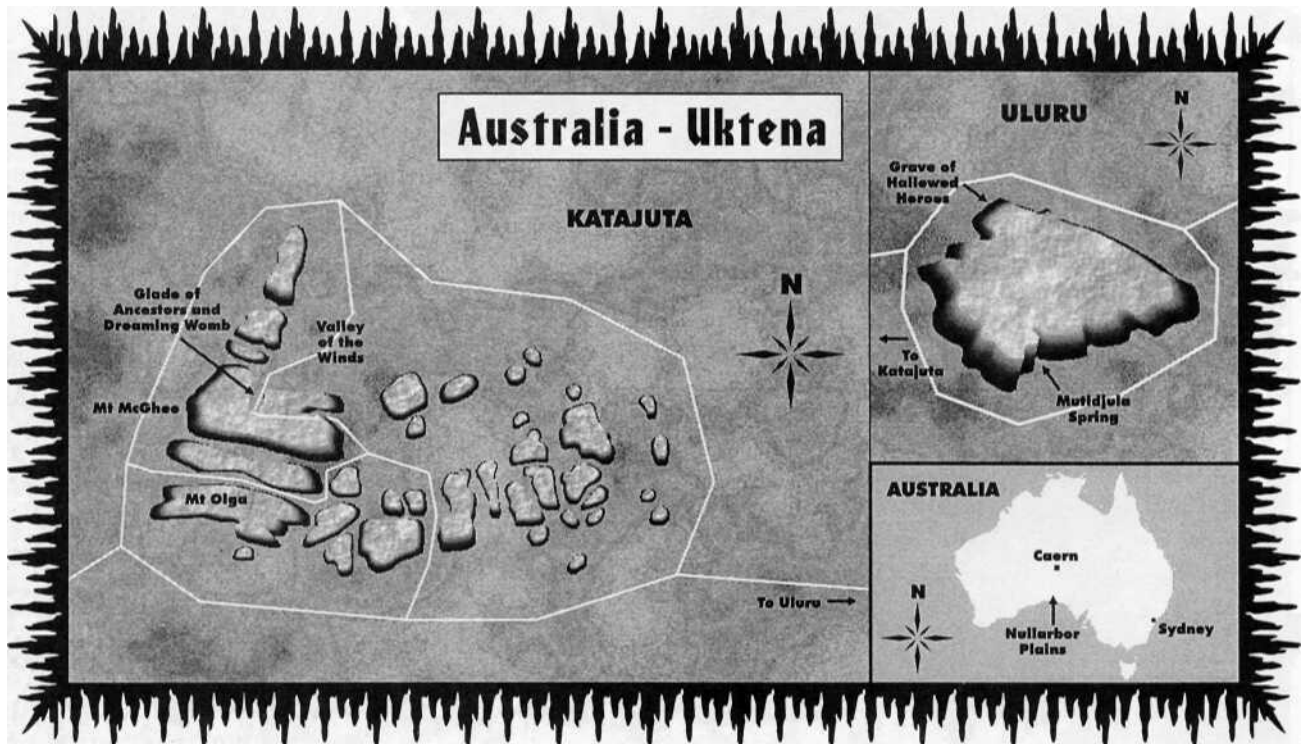 Australia - Uktena
KATAJUTA
N
Glade of
Ancestors and
Dreaming Womb
Valley
of the
Winds
Mt McGhee
Mt Olga
To Uluru
ULURU
N
Grave of
Hallowed
Heroes
To
Katajuta
Mutidjula
Spring
AUSTRALIA
Caern
N
Nullarbor
Plains
Sydney